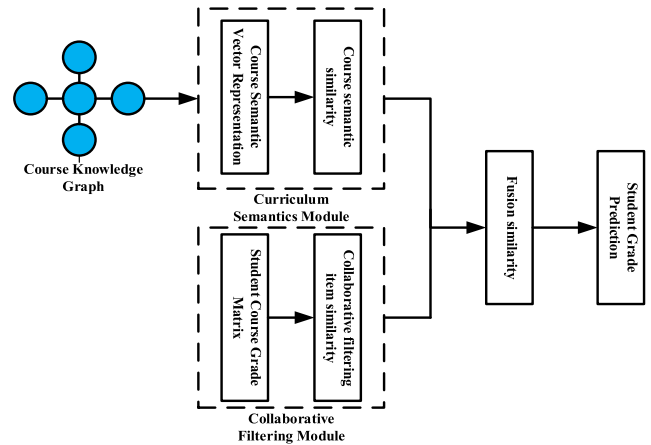 Course Knowledge
Graph
Course Semantic
Vector Representation
Course semantic
similarity
Curriculum
Semantics Module
Student Course Grade
Matrix
Collaborative filtering
item similarity
Collaborative
Filtering Module
Fusion similarity
Student Grade
Prediction